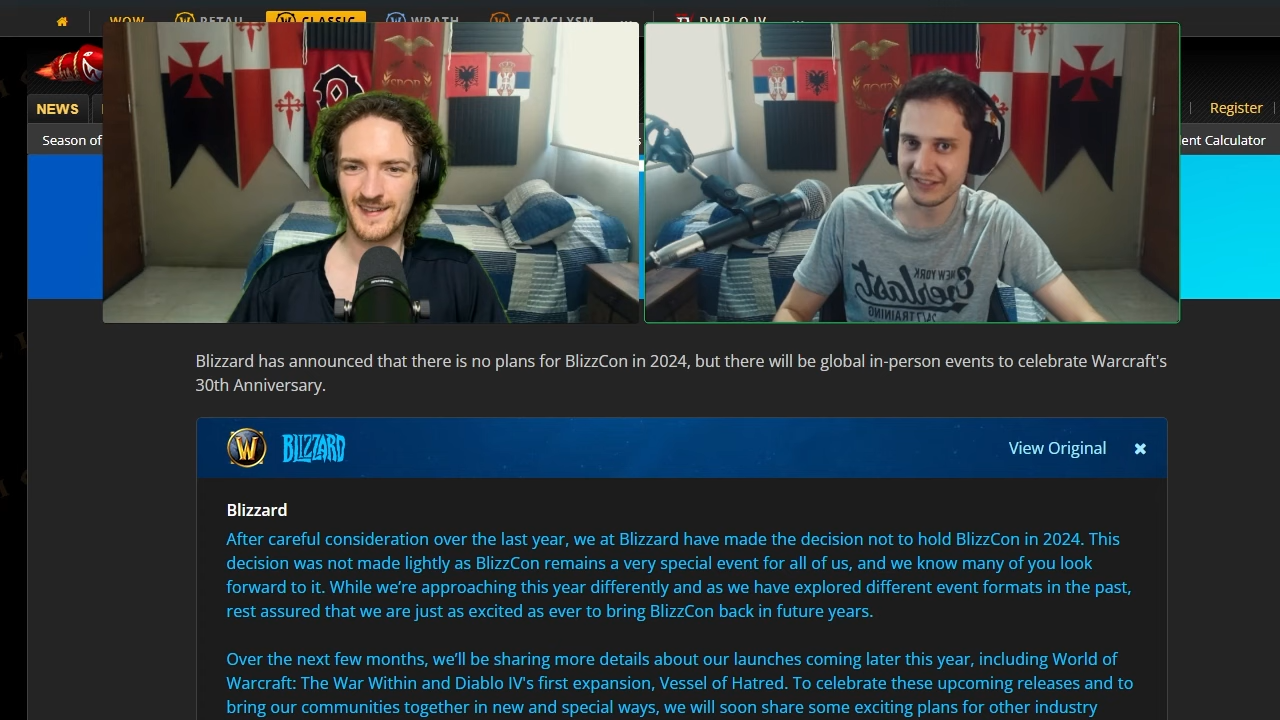 WOW RETAIL CLASSIC WRATH CATACLYSM ... DIABLO IV ...
NEWS
Register
Season of
ent Calculator
SPQR
NEW YORK
Everlast
24/7 TRAINING
Blizzard has announced that there is no plans for BlizzCon in 2024, but there will be global in-person events to celebrate Warcraft's
30th Anniversary.
BLIZZARD
View Original
Blizzard
After careful consideration over the last year, we at Blizzard have made the decision not to hold BlizzCon in 2024. This
decision was not made lightly as BlizzCon remains a very special event for all of us, and we know many of you look
forward to it. While we’re approaching this year differently and as we have explored different event formats in the past,
rest assured that we are just as excited as ever to bring BlizzCon back in future years.
Over the next few months, we’ll be sharing more details about our launches coming later this year, including World of
Warcraft: The War Within and Diablo IV's first expansion, Vessel of Hatred. To celebrate these upcoming releases and to
bring our communities together in new and special ways, we will soon share some exciting plans for other industry